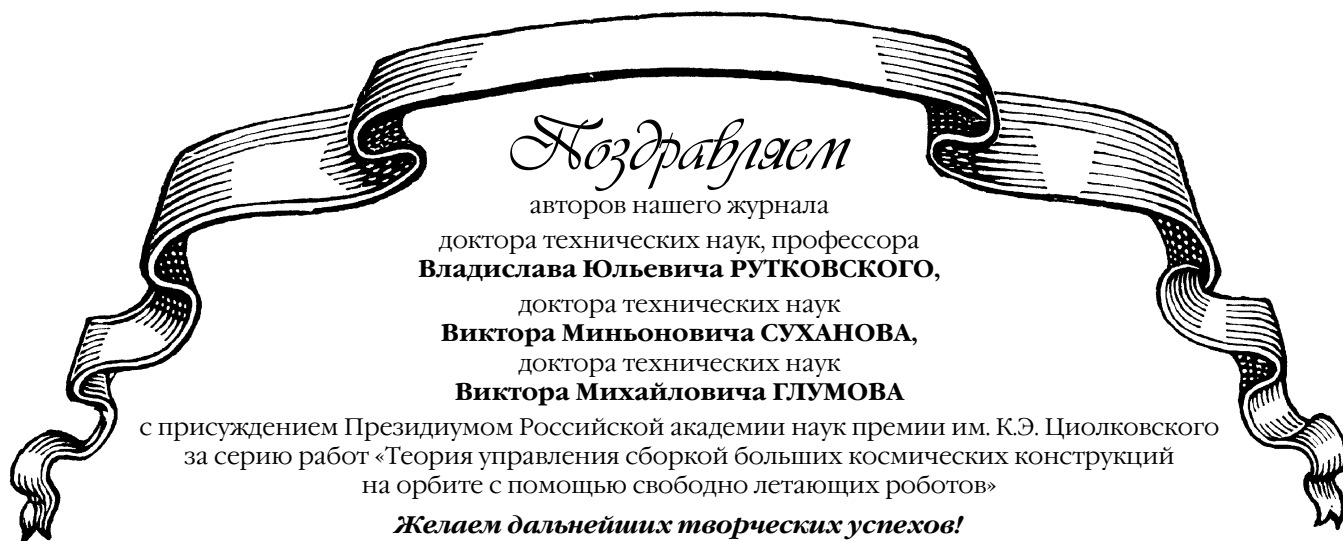 Поздравляем
авторов нашего журнала
доктора технических наук, профессора
Владислава Юльевича РУТКОВСКОГО,
доктора технических наук
Виктора Миньоновича СУХАНОВА,
доктора технических наук
Виктора Михайловича ГЛУМОВА
с присуждением Президиумом Российской академии наук премии им. К.Э. Циолковского
за серию работ «Теория управления сборкой больших космических конструкций
на орбите с помощью свободно летающих роботов»
Желаем дальнейших творческих успехов!